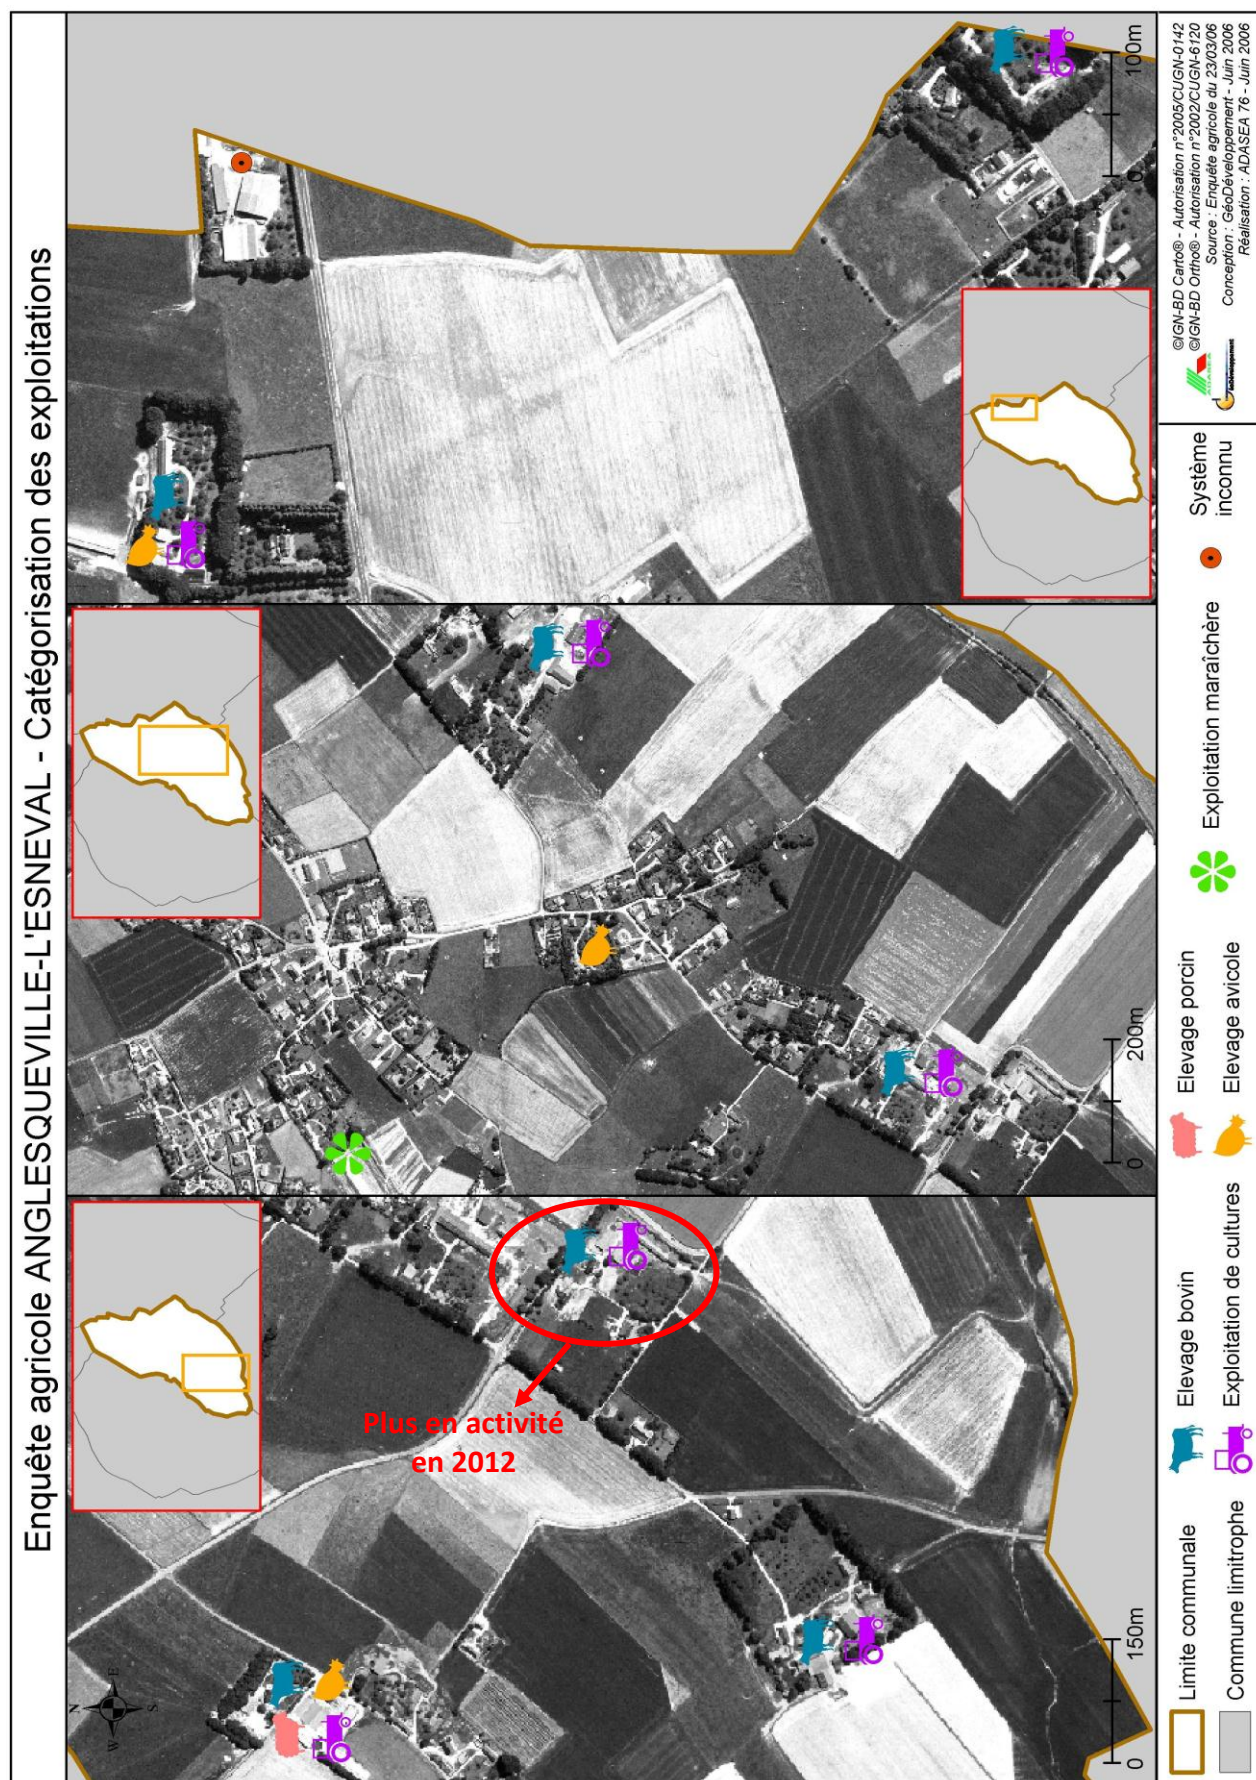 Enquête agricole ANGLESQUEVILLE-L'ESNEVAL - Catégorisation des exploitations
N
W E
S
Plus en activité
en 2012
0 150m
0 200m
0 100m
Limite communale
Commune limitrophe
Elevage bovin
Exploitation de cultures
Elevage porcin
Elevage avicole
Exploitation maraîchère
Système
inconnu
ADASEA
©IGN-BD Carto® - Autorisation n°2005/CUGN-0142
©IGN-BD Ortho® - Autorisation n°2002/CUGN-6120
Source : Enquête agricole du 23/03/06
Conception : GéoDéveloppement - Juin 2006
Réalisation : ADASEA 76 - Juin 2006